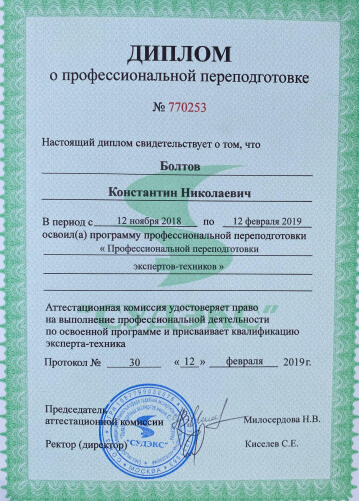 ДИПЛОМ
о профессиональной переподготовке
№ 770253
Настоящий диплом свидетельствует о том, что
Болтов
Константин Николаевич
В период с 12 ноября 2018 по 12 февраля 2019
освоил(а) программу профессиональной переподготовки
« Профессиональной переподготовки
экспертов-техников »
Аттестационная комиссия удостоверяет право
на выполнение профессиональной деятельности
по освоенной программе и присваивает квалификацию
эксперта-техника
"СУДЭКС"
Протокол № 30 « 12 » февраля 2019 г.
Председатель
аттестационной комиссии Милосердова Н.В.
Ректор (директор) Киселев С.Е.
"СУДЭКС"